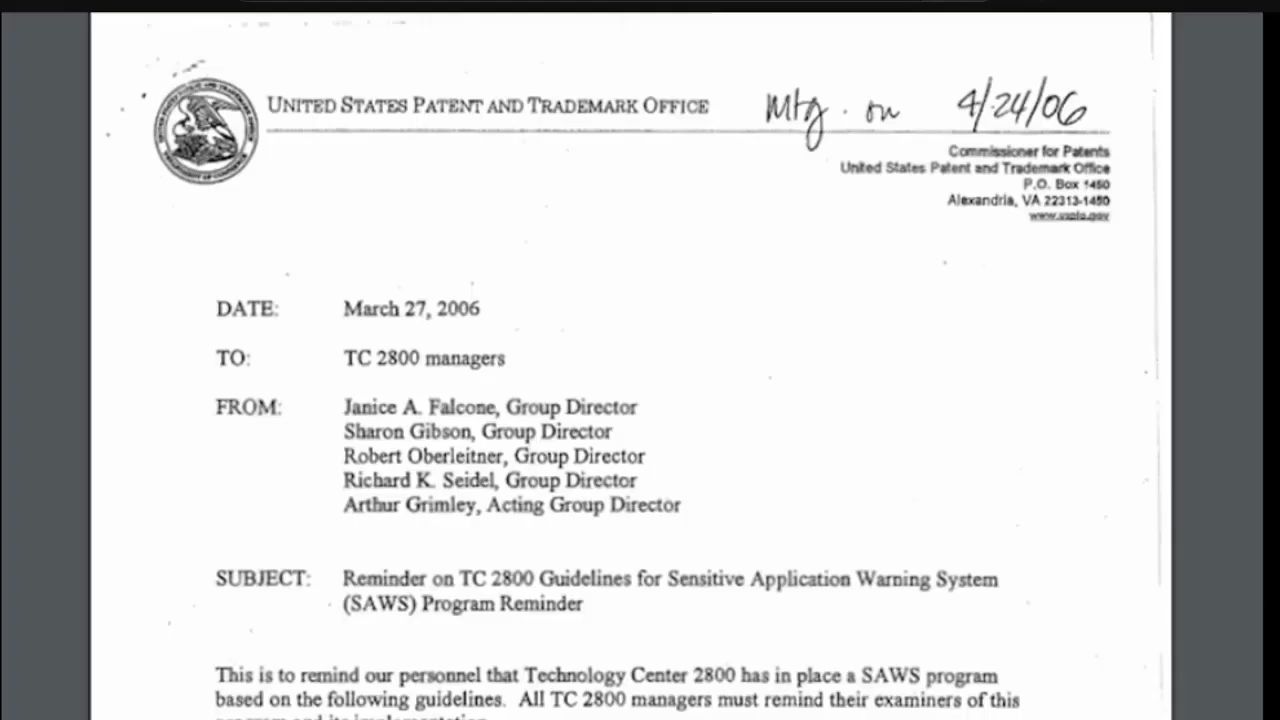 UNITED STATES PATENT AND TRADEMARK OFFICE
Mtg. on 4/24/06
Commissioner for Patents
United States Patent and Trademark Office
P.O. Box 1450
Alexandria, VA 22313-1450
www.uspto.gov
DATE: March 27, 2006
TO: TC 2800 managers
FROM: Janice A. Falcone, Group Director
Sharon Gibson, Group Director
Robert Oberleitner, Group Director
Richard K. Seidel, Group Director
Arthur Grimley, Acting Group Director
SUBJECT: Reminder on TC 2800 Guidelines for Sensitive Application Warning System
(SAWS) Program Reminder
This is to remind our personnel that Technology Center 2800 has in place a SAWS program
based on the following guidelines. All TC 2800 managers must remind their examiners of this